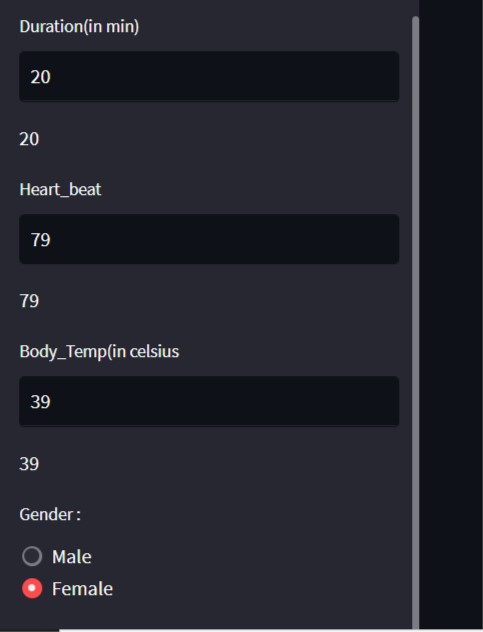 Duration(in min)
20
20
Heart_beat
79
79
Body_Temp(in celsius
39
39
Gender :
Male
Female